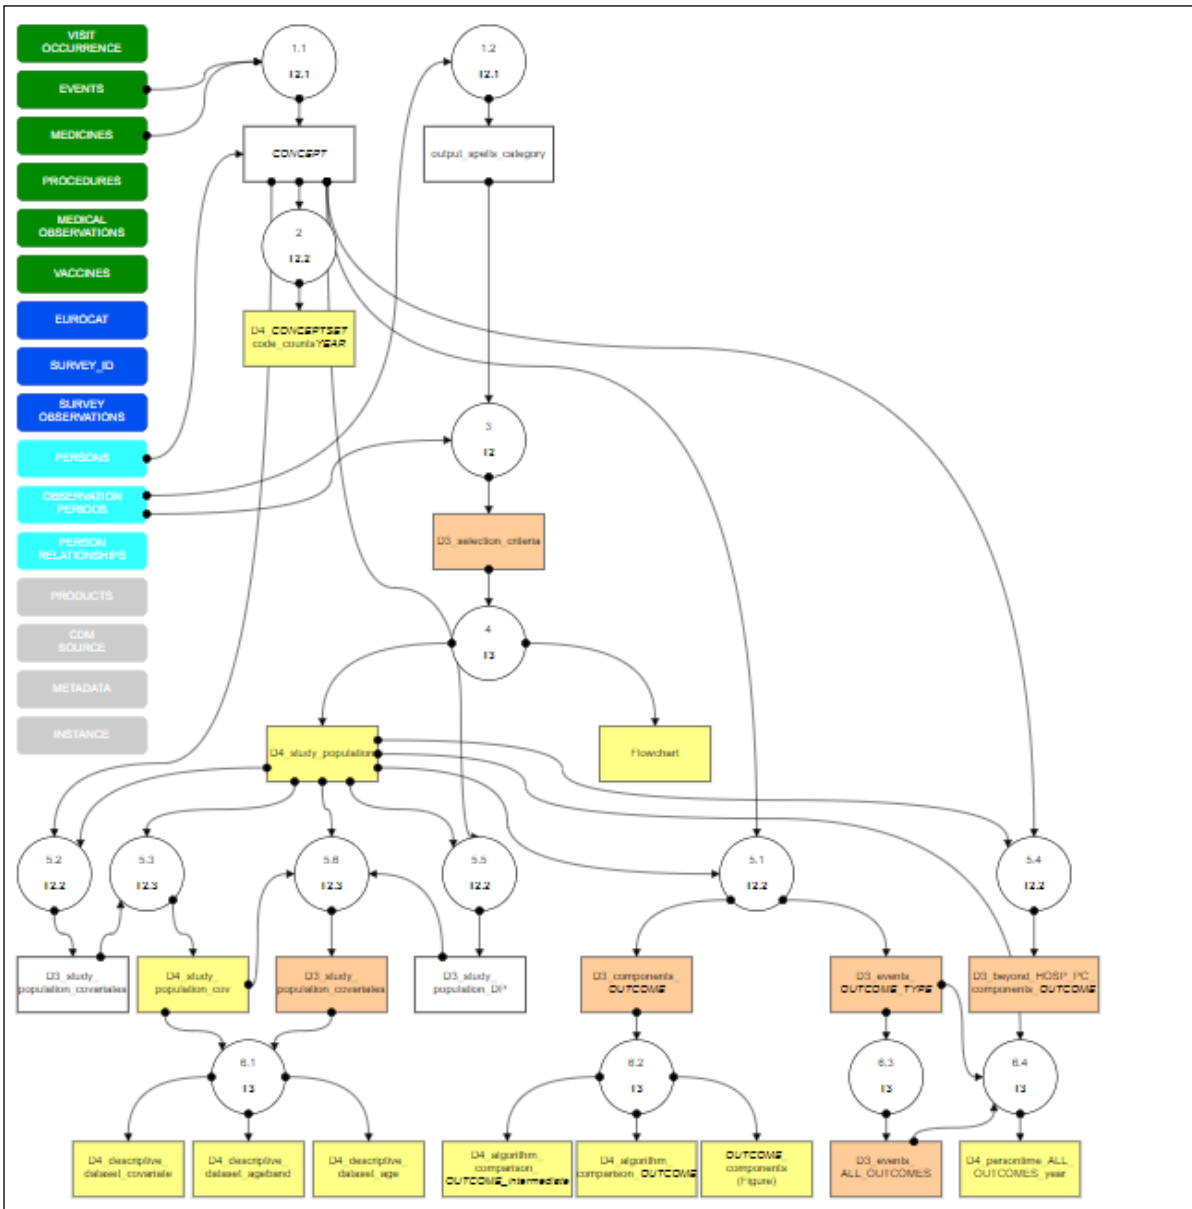 VISIT
OCCURRENCE
EVENTS
MEDICINES
PROCEDURES
MEDICAL
OBSERVATIONS
VACCINES
EUROCAT
SURVEY_ID
SURVEY
OBSERVATIONS
PERSONS
OBSERVATION
PERIODS
PERSON
RELATIONSHIPS
PRODUCTS
CDM
SOURCE
METADATA
INSTANCE
1.1
T2.1
1.2
T2.1
CONCEPT
output_spells_category
2
T2.2
D4_CONCEPTSET
code_countsYEAR
3
T2
D3_selection_criteria
4
T3
D4_study_population
Flowchart
5.2
T2.2
5.3
T2.3
5.6
T2.3
5.5
T2.2
5.1
T2.2
5.4
T2.2
D3_study_
population_covariates
D4_study_
population_cov
D3_study_
population_covariates
D3_study_
population_DP
D3_components_
OUTCOME
D3_events_
OUTCOME_TYPE
D3_beyond_HOSP_PC_
components_OUTCOME
6.1
T3
6.2
T3
6.3
T3
6.4
T3
D4_descriptive_
dataset_covariate
D4_descriptive_
dataset_ageband
D4_descriptive_
dataset_age
D4_algorithm_
comparison_
OUTCOME_intermediate
D4_algorithm_
comparison_OUTCOME
OUTCOME_
components
(Figure)
D3_events_
ALL_OUTCOMES
D4_persontime_ALL_
OUTCOMES_year